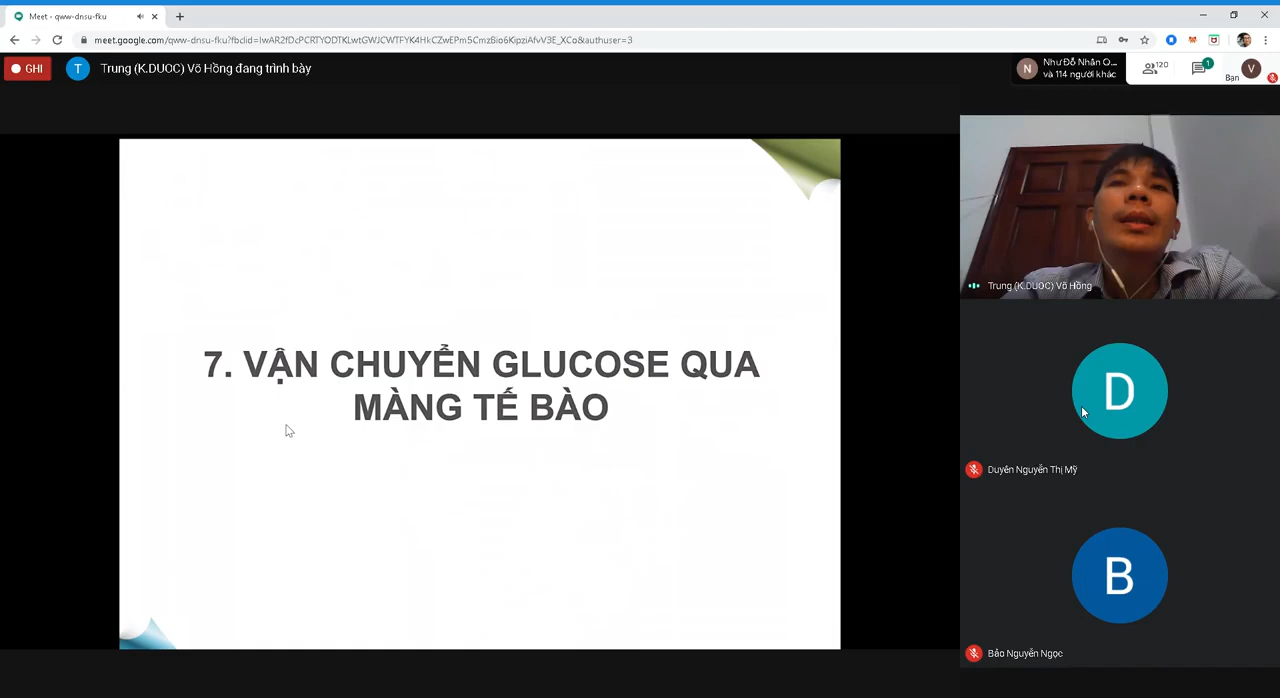 Meet - qww-dnsu-fku
meet.google.com/qww-dnsu-fku?fbclid=IwAR2fDcPCRTYODTKLwtGWJCWTFYK4HkCZwEPm5CmzBio6KipziAfvV3E_XCo&authuser=3
GHI
T
Trung (K.DUOC) Võ Hồng đang trình bày
N
Như Đỗ Nhân Q...
và 114 người khác
120
1
Bạn
V
7. VẬN CHUYỂN GLUCOSE QUA
MÀNG TẾ BÀO
Trung (K.DUOC) Võ Hồng
D
Duyên Nguyễn Thị Mỹ
B
Bảo Nguyễn Ngọc